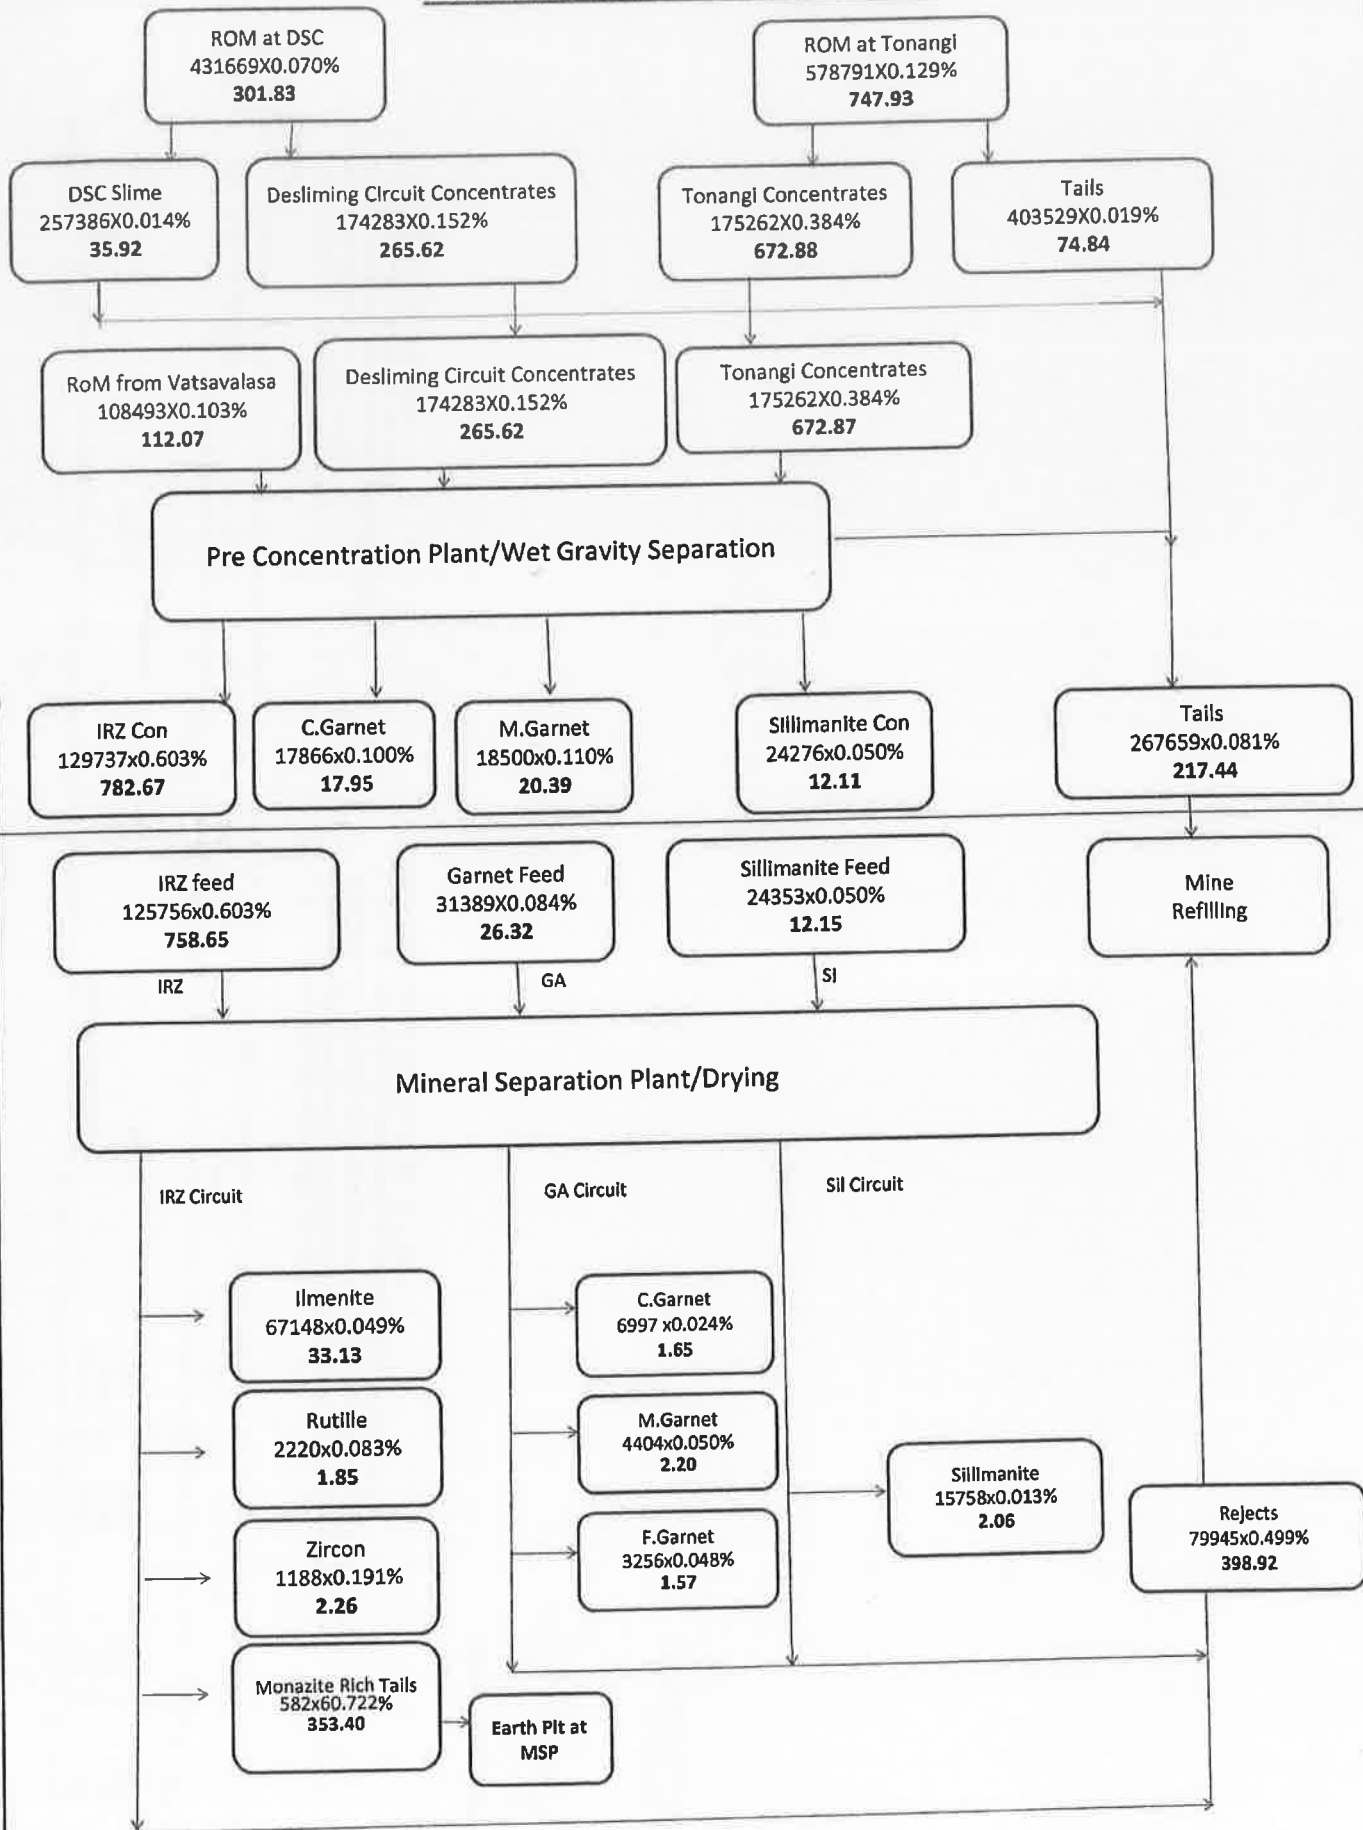 ROM at DSC
431669X0.070%
301.83
ROM at Tonangi
578791X0.129%
747.93
DSC Slime
257386X0.014%
35.92
Desliming Circuit Concentrates
174283X0.152%
265.62
Tonangi Concentrates
175262X0.384%
672.88
Tails
403529X0.019%
74.84
RoM from Vatsavalasa
108493X0.103%
112.07
Desliming Circuit Concentrates
174283X0.152%
265.62
Tonangi Concentrates
175262X0.384%
672.87
Pre Concentration Plant/Wet Gravity Separation
IRZ Con
129737x0.603%
782.67
C.Garnet
17866x0.100%
17.95
M.Garnet
18500x0.110%
20.39
Sillimanite Con
24276x0.050%
12.11
Tails
267659x0.081%
217.44
IRZ feed
125756x0.603%
758.65
Garnet Feed
31389X0.084%
26.32
Sillimanite Feed
24353x0.050%
12.15
Mine
Refilling
IRZ
GA
SI
Mineral Separation Plant/Drying
IRZ Circuit
GA Circuit
Sil Circuit
Ilmenite
67148x0.049%
33.13
C.Garnet
6997 x0.024%
1.65
Rutille
2220x0.083%
1.85
M.Garnet
4404x0.050%
2.20
Sillimanite
15758x0.013%
2.06
Rejects
79945x0.499%
398.92
Zircon
1188x0.191%
2.26
F.Garnet
3256x0.048%
1.57
Monazite Rich Tails
582x60.722%
353.40
Earth Pit at
MSP